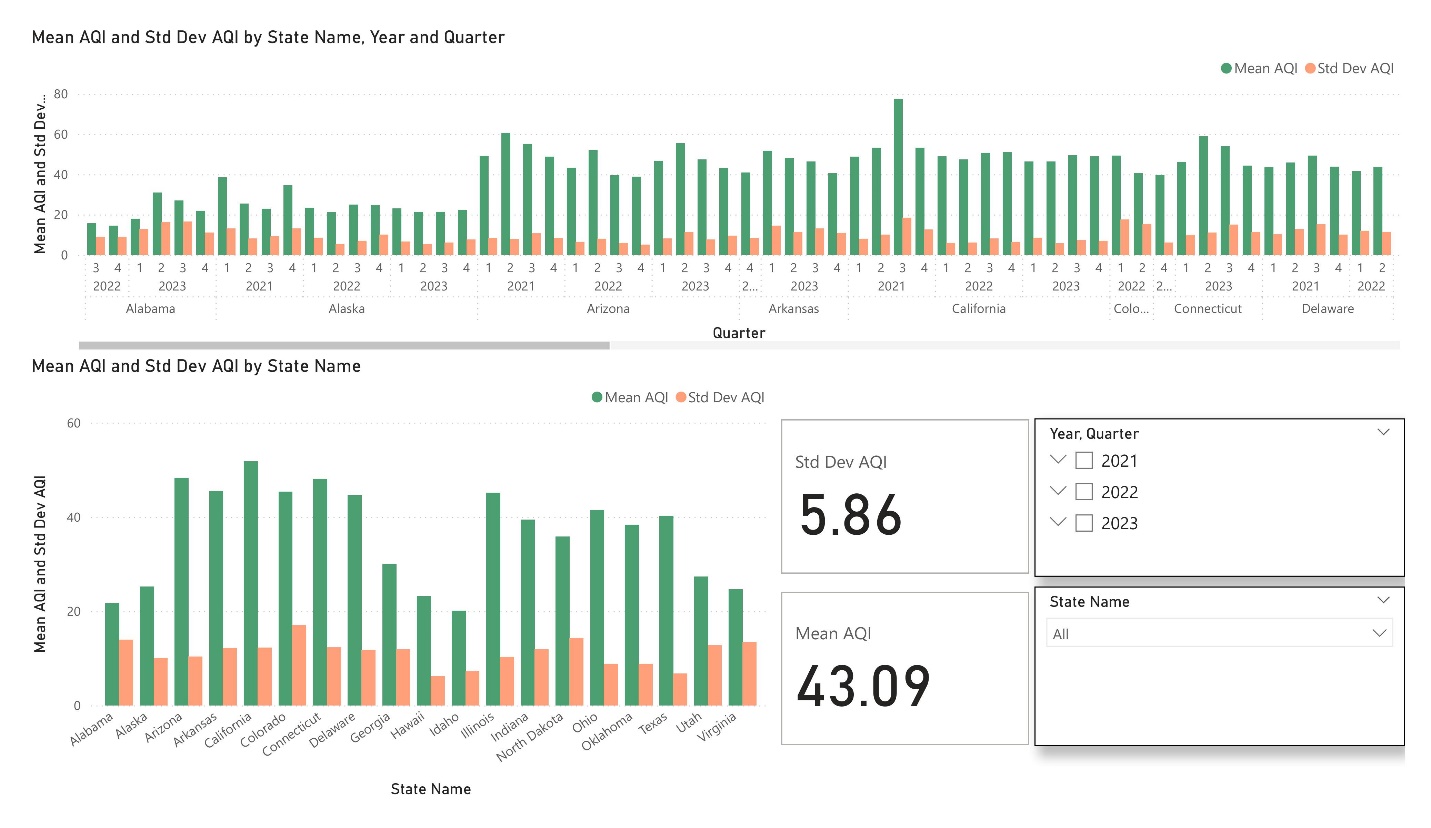 Mean AQI and Std Dev AQI by State Name, Year and Quarter
Mean AQI Std Dev AQI
Mean AQI and Std Dev...
80
60
40
20
0
3 4 1 2 3 4 1 2 3 4 1 2 3 4 1 2 3 4 1 2 3 4 1 2 3 4 1 2 3 4 4 1 2 3 4 1 2 3 4 1 2 3 4 1 2 3 4 1 2 4 1 2 3 4 1 2 3 4 1 2
2022 2023 2021 2022 2023 2021 2022 2023 2... 2023 2021 2022 2023 2022 2... 2023 2021 2022
Alabama Alaska Arizona Arkansas California Colo... Connecticut Delaware
Quarter
Mean AQI and Std Dev AQI by State Name
Mean AQI Std Dev AQI
Mean AQI and Std Dev AQI
60
40
20
0
Alabama Alaska Arizona Arkansas California Colorado Connecticut Delaware Georgia Hawaii Idaho Illinois Indiana North Dakota Ohio Oklahoma Texas Utah Virginia
State Name
Std Dev AQI
5.86
Mean AQI
43.09
Year, Quarter
2021
2022
2023
State Name
All